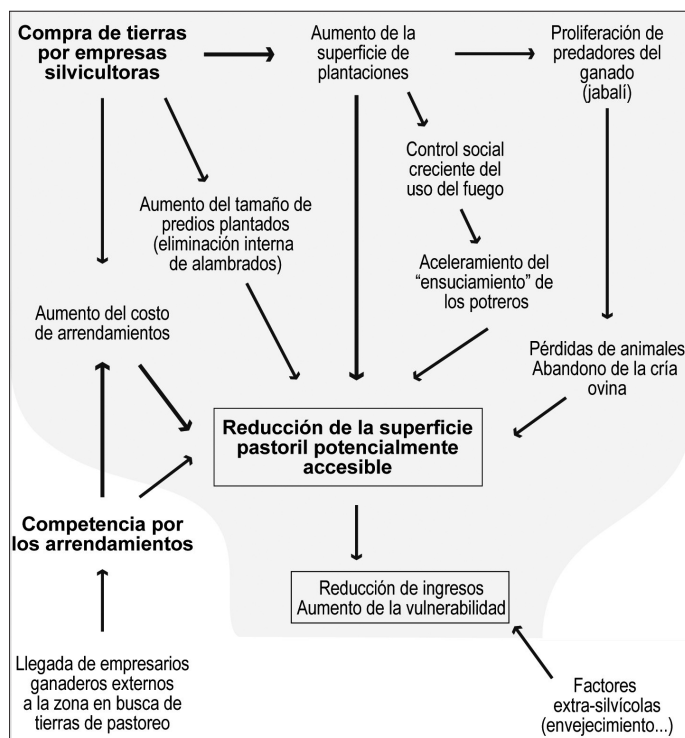 Compra de tierras
por empresas
silvicultoras
Aumento de la
superficie de
plantaciones
Proliferación de
predadores del
ganado
(jabalí)
Control social
creciente del
uso del fuego
Aumento del tamaño de
predios plantados
(eliminación interna
de alambrados)
Aceleramiento del
“ensuciamiento” de
los potreros
Aumento del costo
de arrendamientos
Pérdidas de animales
Abandono de la cría
ovina
Reducción de la superficie
pastoril potencialmente
accesible
Competencia por
los arrendamientos
Reducción de ingresos
Aumento de la vulnerabilidad
Llegada de empresarios
ganaderos externos
a la zona en busca de
tierras de pastoreo
Factores
extra-silvícolas
(envejecimiento...)